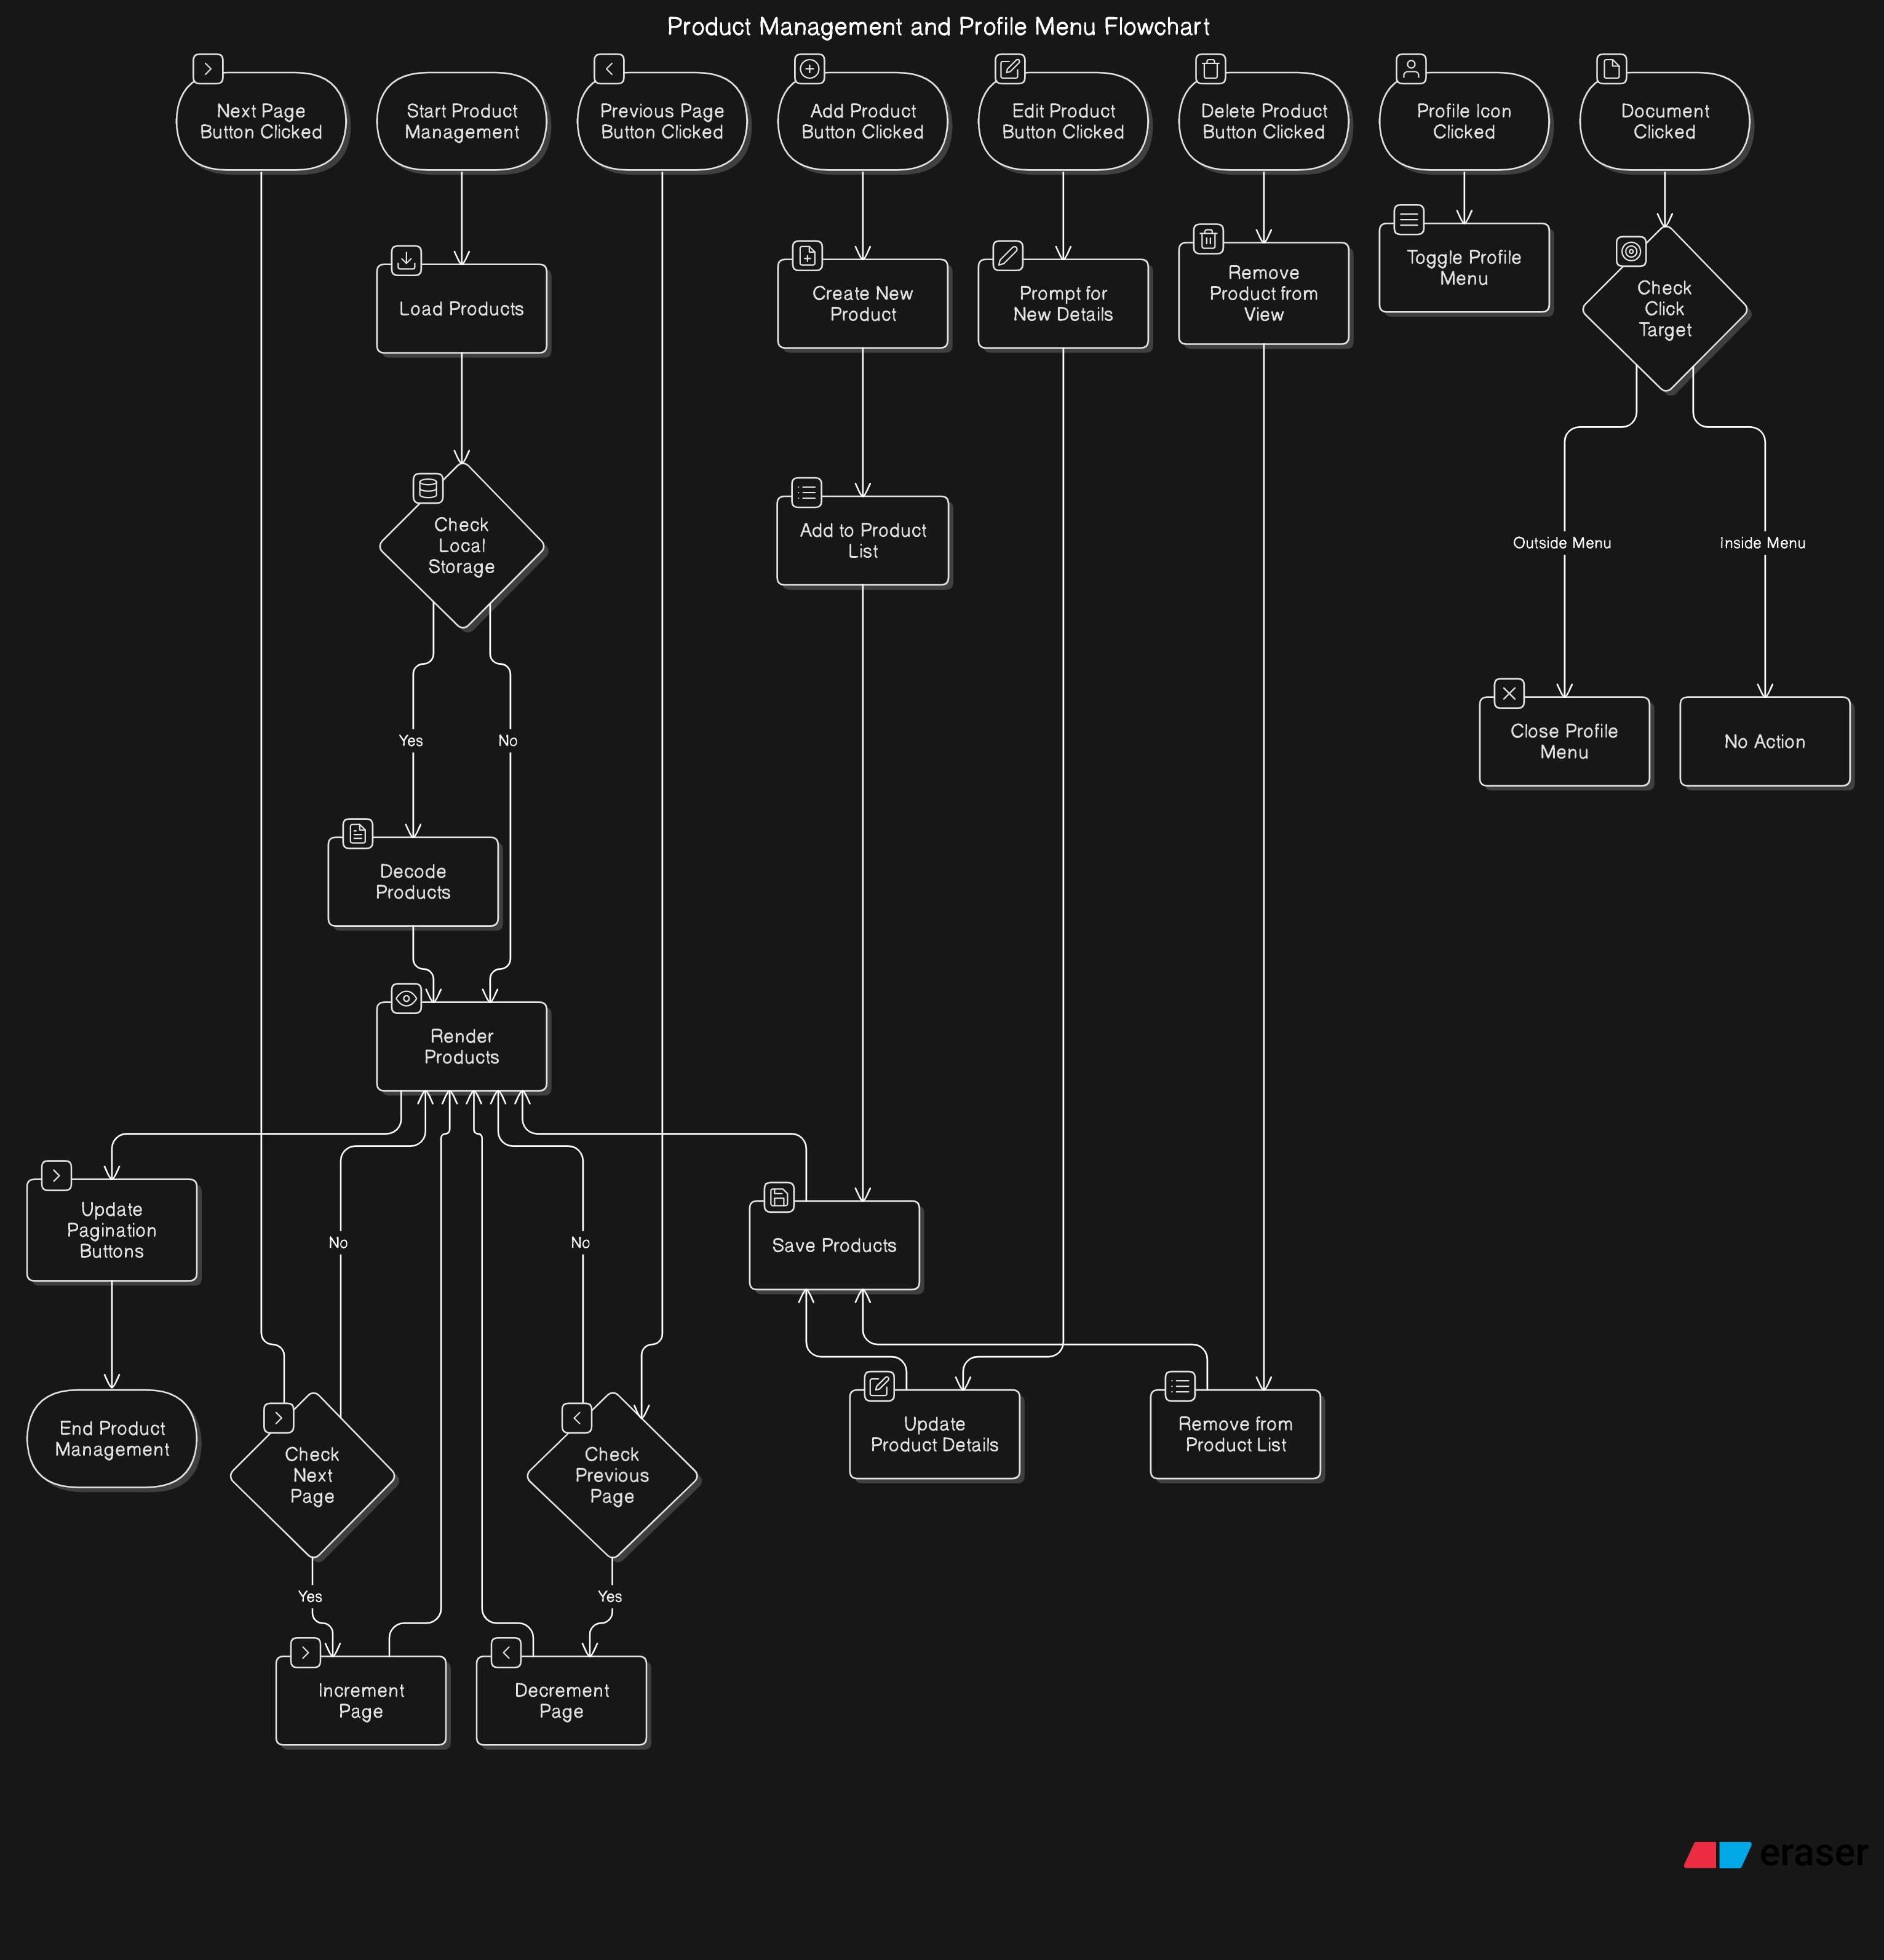 Product Management and Profile Menu Flowchart
Next Page
Button Clicked
Start Product
Management
Previous Page
Button Clicked
Add Product
Button Clicked
Edit Product
Button Clicked
Delete Product
Button Clicked
Profile Icon
Clicked
Document
Clicked
Load Products
Create New
Product
Prompt for
New Details
Remove
Product from
View
Toggle Profile
Menu
Check
Click
Target
Check
Local
Storage
Add to Product
List
Outside Menu
Inside Menu
Yes
No
Close Profile
Menu
No Action
Decode
Products
Render
Products
Update
Pagination
Buttons
No
No
Save Products
End Product
Management
Check
Next
Page
Check
Previous
Page
Update
Product Details
Remove from
Product List
Yes
Yes
Increment
Page
Decrement
Page
eraser